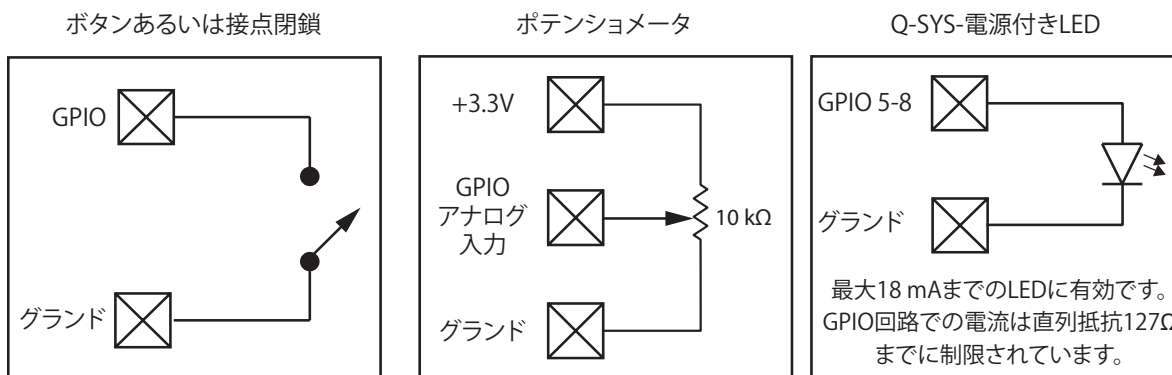 ボタンあるいは接点閉鎖
GPIO
グランド
ポテンショメータ
+3.3V
GPIO
アナログ
入力
10 kΩ
グランド
Q-SYS-電源付きLED
GPIO 5-8
グランド
最大18 mAまでのLEDに有効です。
GPIO回路での電流は直列抵抗127Ω
までに制限されています。